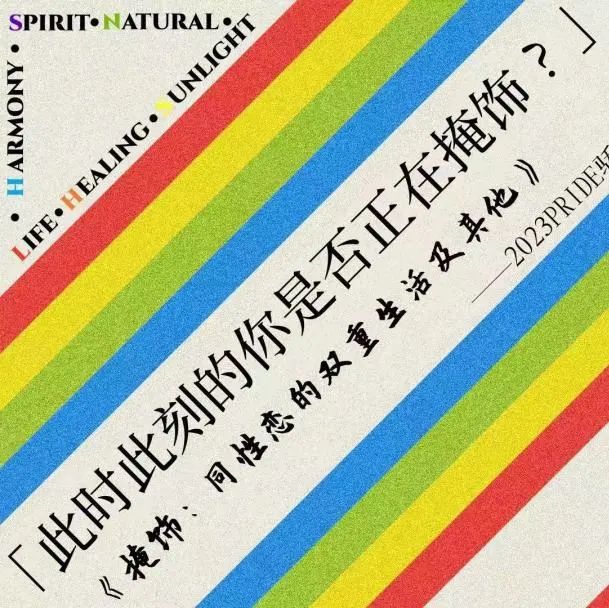 SPIRIT•NATURAL•
HARMONY•
LIFE•HEALING•SUNLIGHT
「此时此刻的你是否正在掩饰？」
《掩饰：同性恋的双重生活及其他》
——2023PRIDE